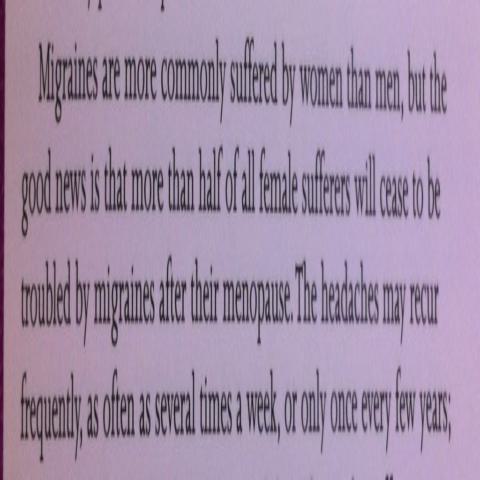 Migraines are more commonly suffered by women than men, but the
good news is that more than half of all female sufferers will cease to be
troubled by migraines after their menopause. The headaches may recur
frequently, as often as several times a week, or only once every few years;